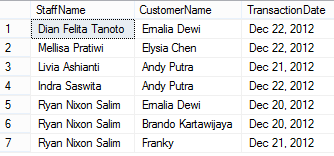 StaffName CustomerName TransactionDate
1 Dian Felita Tanoto Emalia Dewi Dec 22, 2012
2 Mellisa Pratiwi Elysia Chen Dec 22, 2012
3 Livia Ashianti Andy Putra Dec 21, 2012
4 Indra Saswita Andy Putra Dec 22, 2012
5 Ryan Nixon Salim Emalia Dewi Dec 20, 2012
6 Ryan Nixon Salim Brando Kartawijaya Dec 20, 2012
7 Ryan Nixon Salim Franky Dec 21, 2012